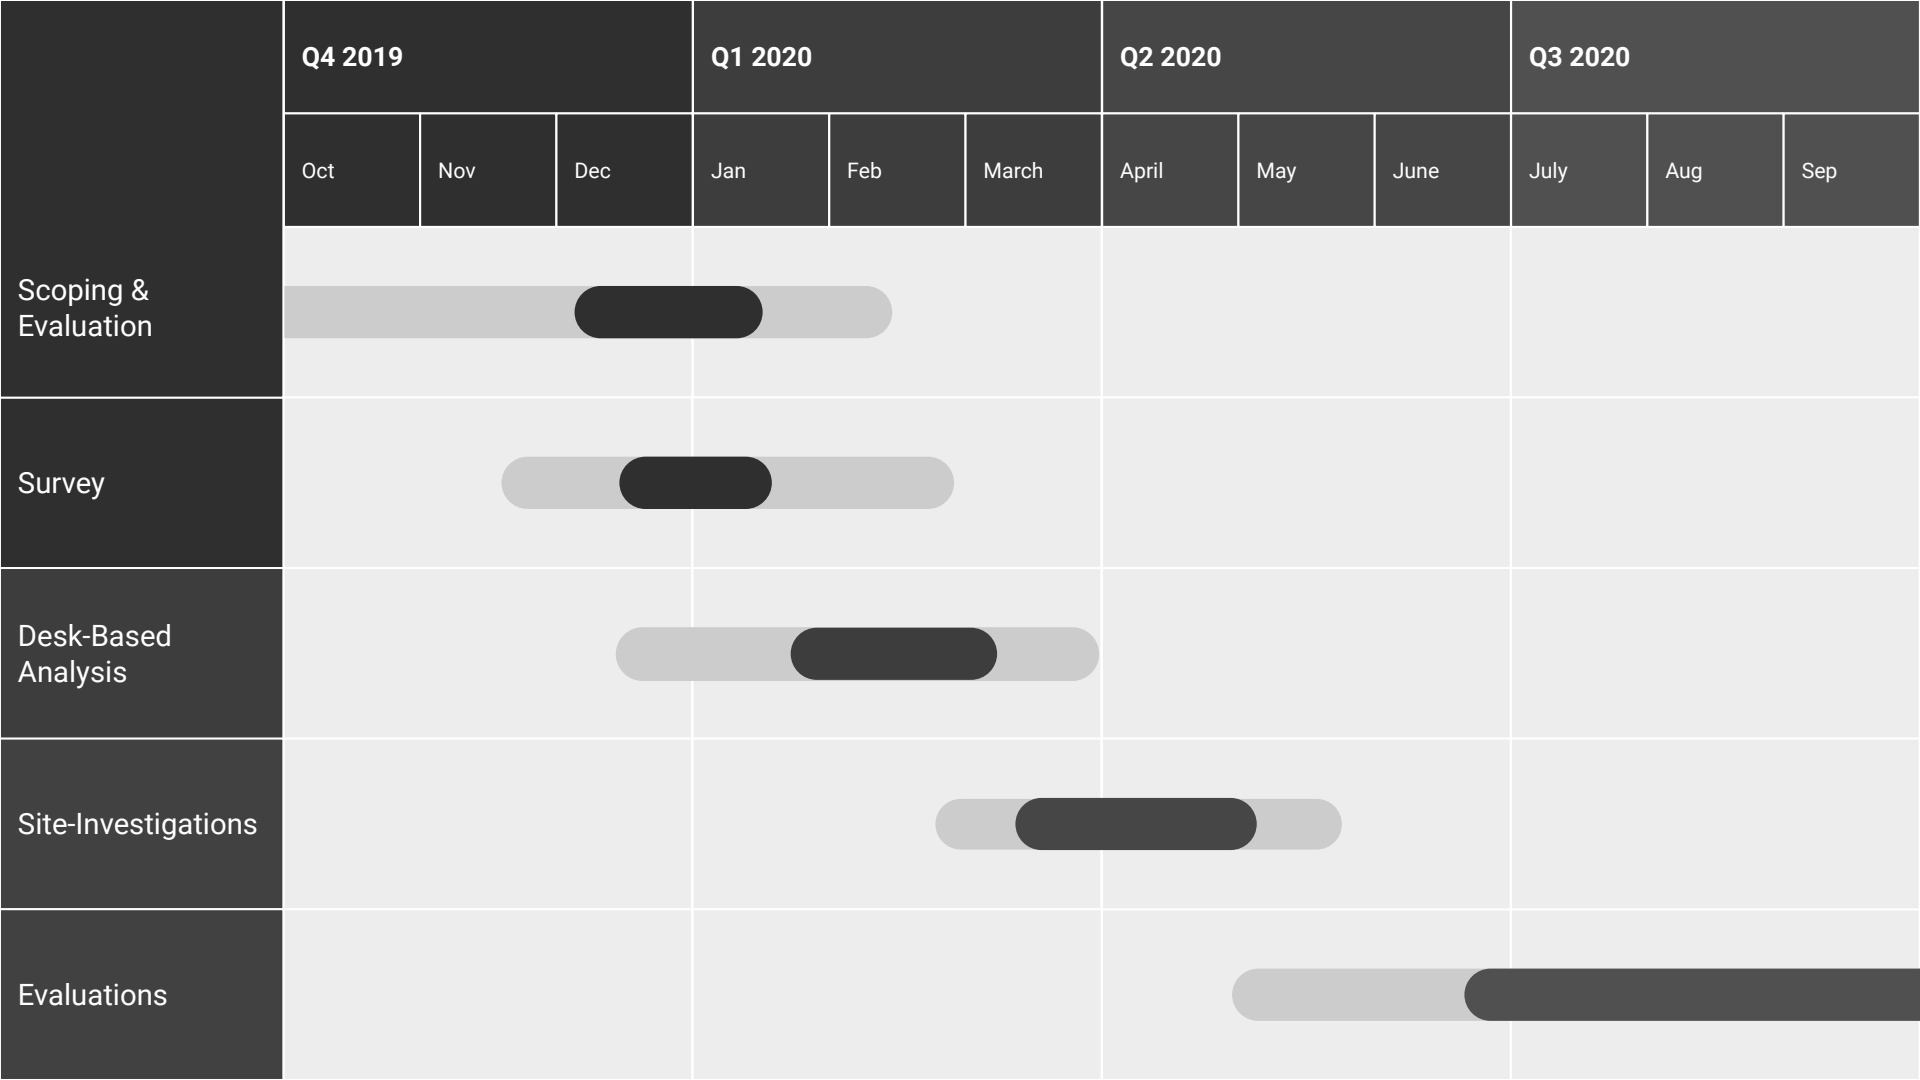 Q4 2019
Q1 2020
Q2 2020
Q3 2020
Oct
Nov
Dec
Jan
Feb
March
April
May
June
July
Aug
Sep
Scoping &
Evaluation
Survey
Desk-Based
Analysis
Site-Investigations
Evaluations